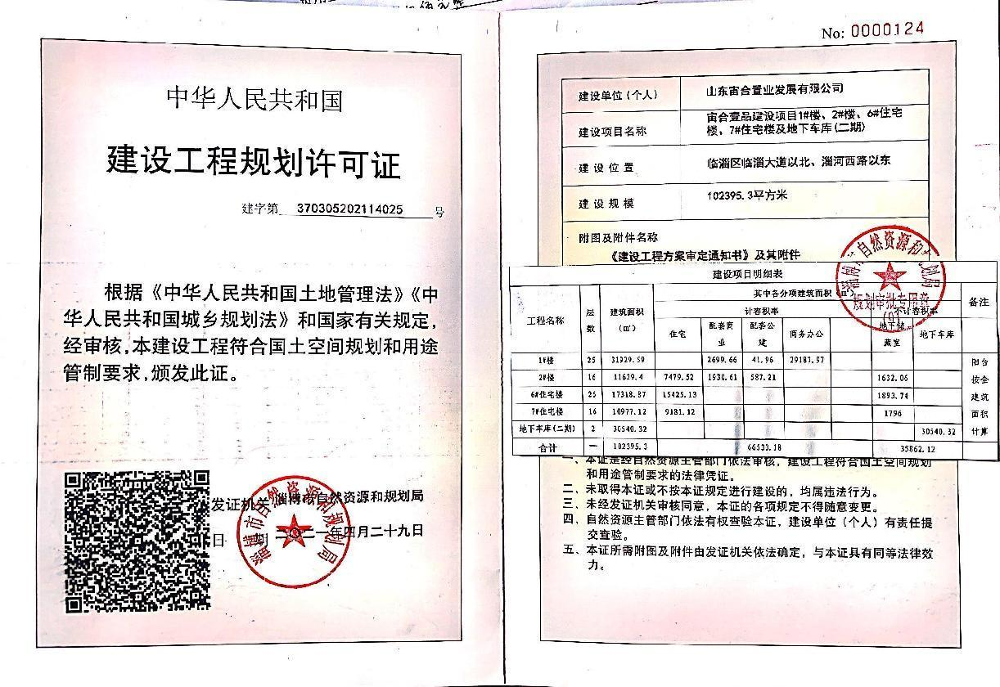 中华人民共和国
建设工程规划许可证
建字第 370305202114025 号
根据《中华人民共和国土地管理法》《中
华人民共和国城乡规划法》和国家有关规定,
经审核,本建设工程符合国土空间规划和用途
管制要求,颁发此证。
发证机关 淄博市自然资源和规划局
日 期 二〇二一年四月二十九日
淄博市自然资源和规划局
No: 0000124
建设单位(个人) 山东宙合置业发展有限公司
建设项目名称 宙合壹品建设项目1#楼、2#楼、6#住宅
楼、7#住宅楼及地下车库(二期)
建设位置 临淄区临淄大道以北、淄河西路以东
建设规模 102395.3平方米
附图及附件名称
《建设工程方案审定通知书》及其附件
淄博市自然资源和规划局
规划审批专用章
建设项目明细表
工程名称 层数 建筑面积(㎡) 其中各分项建筑面积(㎡) 备注
计容积率 不计容积率
住宅 配套商业 配套公建 商务办公 地下储藏室 地下车库
1#楼 25 31929.59 2699.66 41.96 29187.97
2#楼 16 11629.4 7479.52 1930.61 587.21 1632.06
6#住宅楼 25 17318.87 15425.13 1893.74
7#住宅楼 16 10977.12 9181.12 1796
地下车库(二期) 2 30540.32 30540.32
合计 — 102395.3 66533.18 35862.12
阳台
按全
建筑
面积
计算
一、本证是经自然资源主管部门依法审核,建设工程符合国土空间规划
和用途管制要求的法律凭证。
二、未取得本证或不按本证规定进行建设的,均属违法行为。
三、未经发证机关审核同意,本证的各项规定不得随意变更。
四、自然资源主管部门依法有权查验本证,建设单位(个人)有责任提
交查验。
五、本证所需附图及附件由发证机关依法确定,与本证具有同等法律效
力。